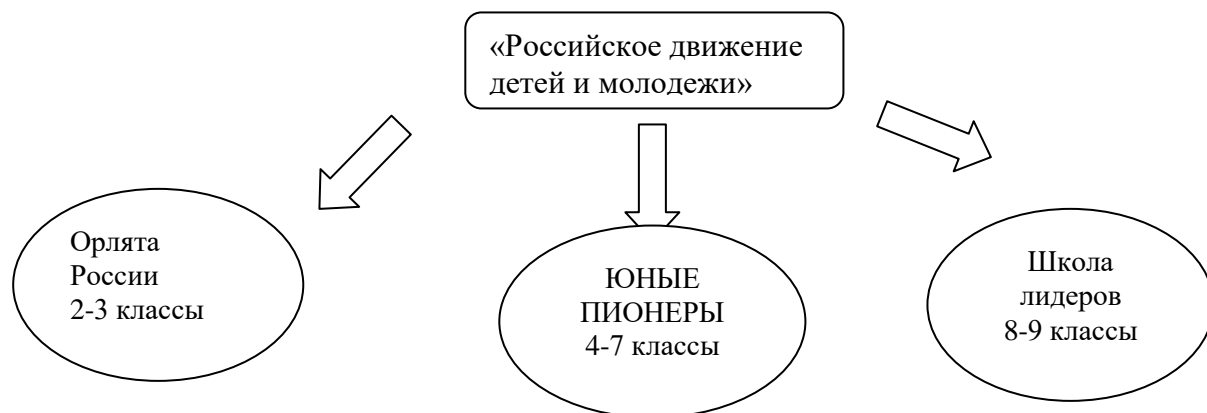 «Российское движение
детей и молодежи»
Орлята
России
2-3 классы
ЮНЫЕ
ПИОНЕРЫ
4-7 классы
Школа
лидеров
8-9 классы